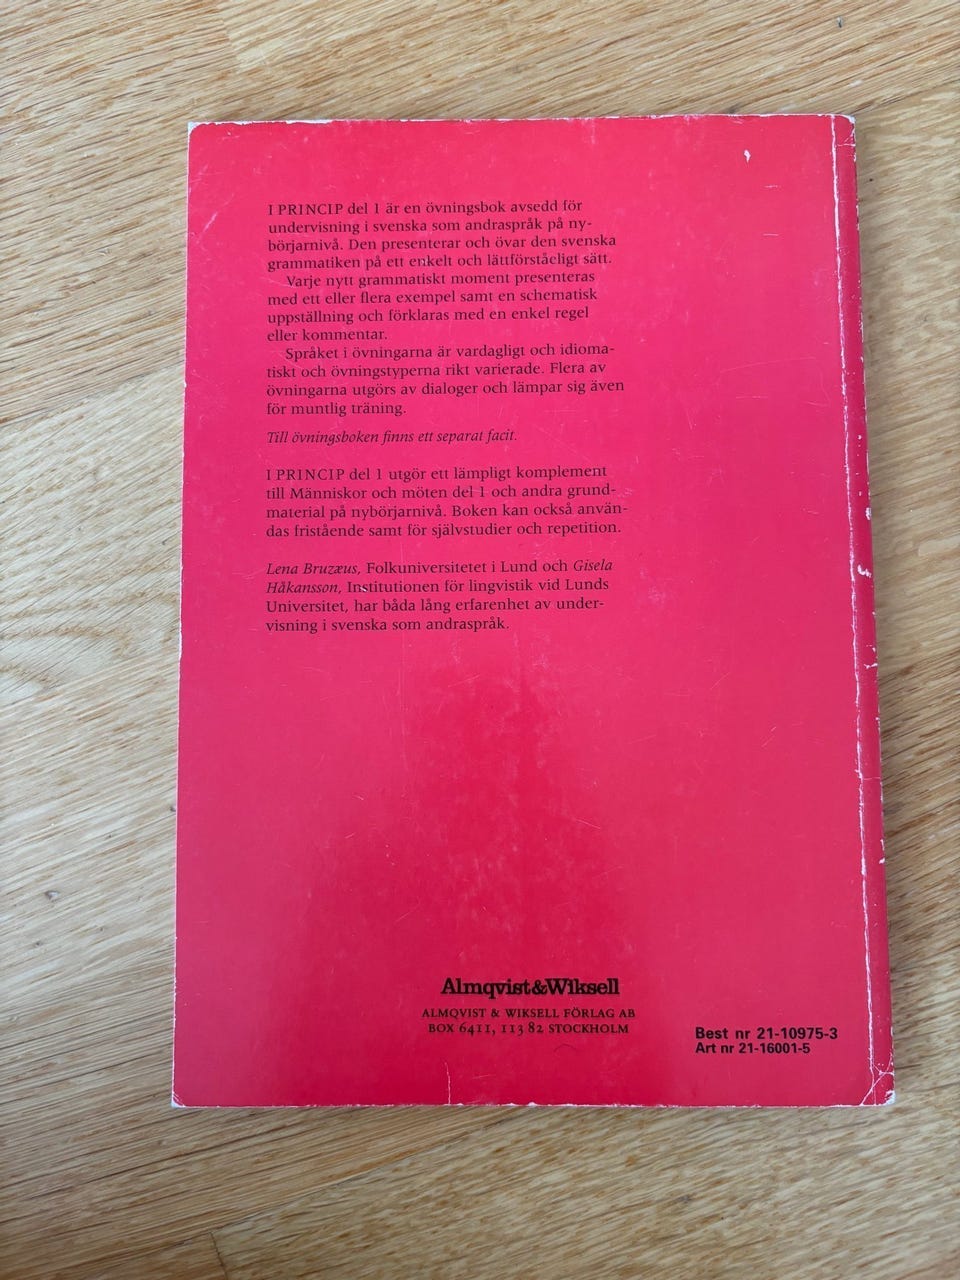 I PRINCIP del 1 är en övningsbok avsedd för
undervisning i svenska som andraspråk på ny-
börjarnivå. Den presenterar och övar den svenska
grammatiken på ett enkelt och lättförståeligt sätt.
Varje nytt grammatiskt moment presenteras
med ett eller flera exempel samt en schematisk
uppställning och förklaras med en enkel regel
eller kommentar.
Språket i övningarna är vardagligt och idioma-
tiskt och övningstyperna rikt varierade. Flera av
övningarna utgörs av dialoger och lämpar sig även
för muntlig träning.
Till övningsboken finns ett separat facit.
I PRINCIP del 1 utgör ett lämpligt komplement
till Människor och möten del 1 och andra grund-
material på nybörjarnivå. Boken kan också använ-
das fristående samt för självstudier och repetition.
Lena Bruzæus, Folkuniversitetet i Lund och Gisela
Håkansson, Institutionen för lingvistik vid Lunds
Universitet, har båda lång erfarenhet av under-
visning i svenska som andraspråk.
Almqvist&Wiksell
ALMQVIST & WIKSELL FÖRLAG AB
BOX 6411, 113 82 STOCKHOLM
Best nr 21-10975-3
Art nr 21-16001-5